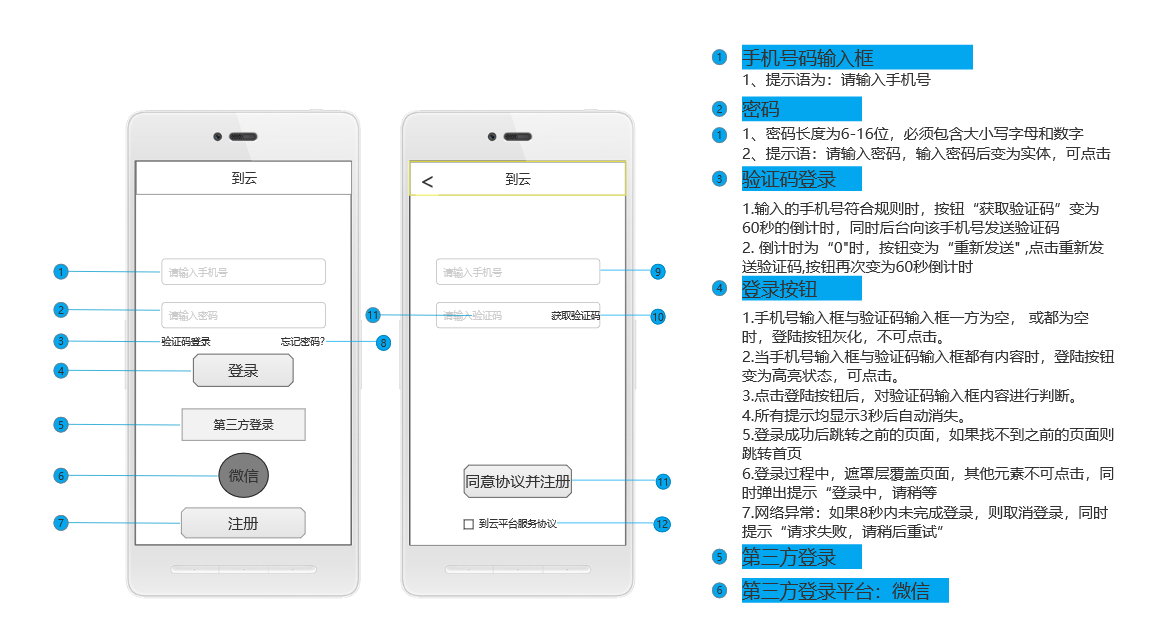 到云
1 请输入手机号
2 请输入密码
3 验证码登录 忘记密码? 8
4 登录
5 第三方登录
6 微信
7 注册
<
到云
请输入手机号 9
11 请输入验证码 获取验证码 10
同意协议并注册 11
到云平台服务协议 12
1 手机号码输入框
1、提示语为：请输入手机号
2 密码
1 1、密码长度为6-16位，必须包含大小写字母和数字
2、提示语：请输入密码，输入密码后变为实体，可点击
3 验证码登录
1.输入的手机号符合规则时，按钮“获取验证码”变为
60秒的倒计时，同时后台向该手机号发送验证码
2. 倒计时为“0"时，按钮变为“重新发送" ,点击重新发
送验证码,按钮再次变为60秒倒计时
4 登录按钮
1.手机号输入框与验证码输入框一方为空， 或都为空
时，登陆按钮灰化，不可点击。
2.当手机号输入框与验证码输入框都有内容时，登陆按钮
变为高亮状态，可点击。
3.点击登陆按钮后，对验证码输入框内容进行判断。
4.所有提示均显示3秒后自动消失。
5.登录成功后跳转之前的页面，如果找不到之前的页面则
跳转首页
6.登录过程中，遮罩层覆盖页面，其他元素不可点击，同
时弹出提示“登录中，请稍等
7.网络异常：如果8秒内未完成登录，则取消登录，同时
提示“请求失败，请稍后重试”
5 第三方登录
6 第三方登录平台：微信